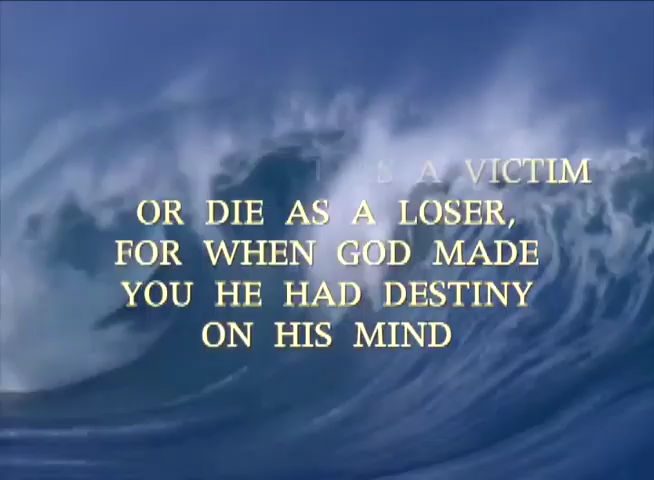 A VICTIM
OR DIE AS A LOSER,
FOR WHEN GOD MADE
YOU HE HAD DESTINY
ON HIS MIND